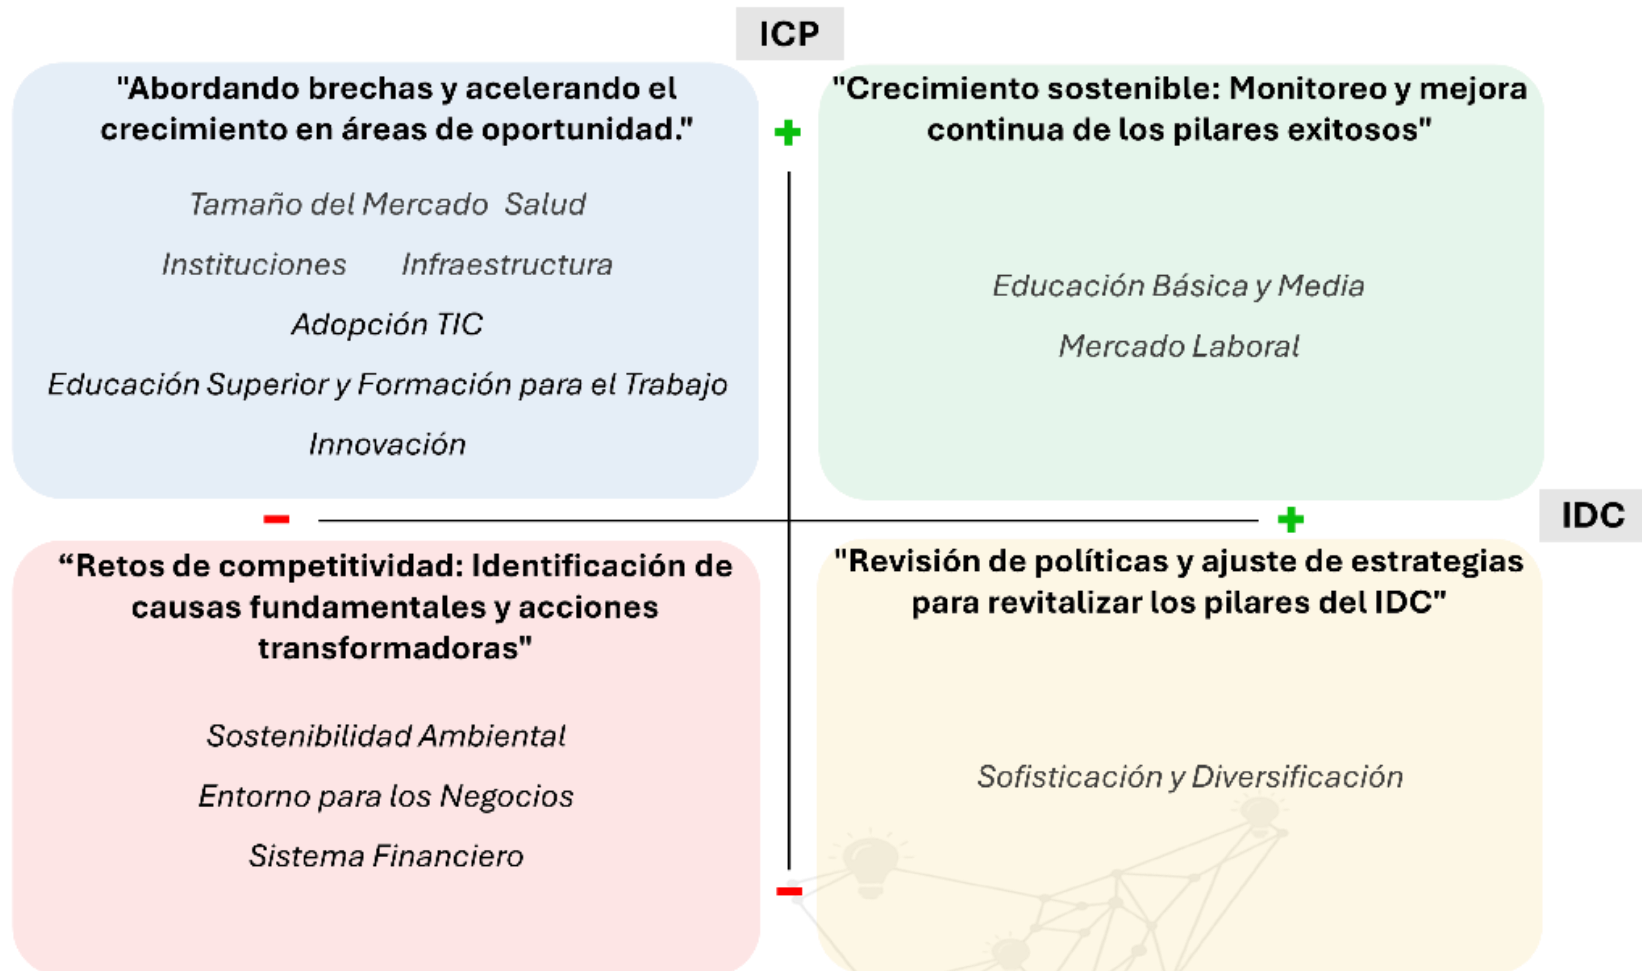 ICP
"Abordando brechas y acelerando el
crecimiento en áreas de oportunidad."
Tamaño del Mercado Salud
Instituciones Infraestructura
Adopción TIC
Educación Superior y Formación para el Trabajo
Innovación
+
"Crecimiento sostenible: Monitoreo y mejora
continua de los pilares exitosos"
Educación Básica y Media
Mercado Laboral
-
+
IDC
“Retos de competitividad: Identificación de
causas fundamentales y acciones
transformadoras"
Sostenibilidad Ambiental
Entorno para los Negocios
Sistema Financiero
-
"Revisión de políticas y ajuste de estrategias
para revitalizar los pilares del IDC"
Sofisticación y Diversificación